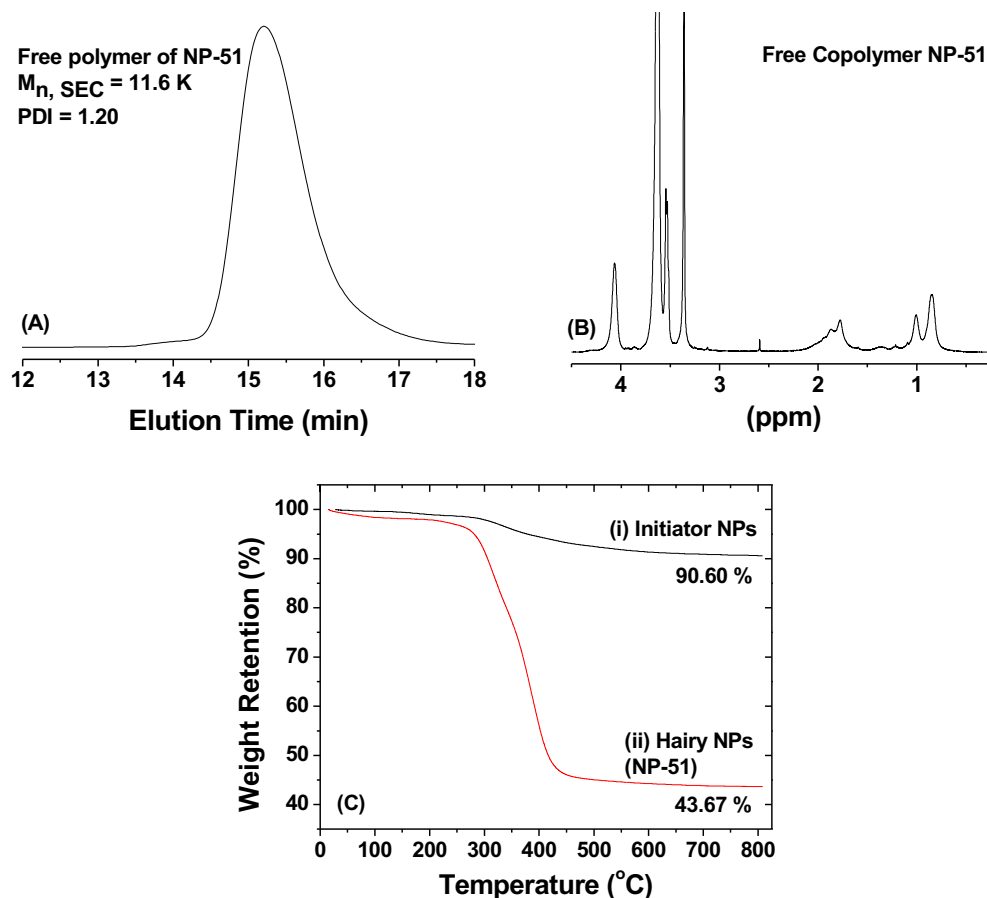 Free polymer of NP-51
Mn, SEC = 11.6 K
PDI = 1.20
(A)
12 13 14 15 16 17 18
Elution Time (min)
Free Copolymer NP-51
(B)
4 3 2 1
(ppm)
100
90
80
70
60
50
40
Weight Retention (%)
(i) Initiator NPs
90.60 %
(ii) Hairy NPs
(NP-51)
43.67 %
(C)
0 100 200 300 400 500 600 700 800
Temperature (oC)